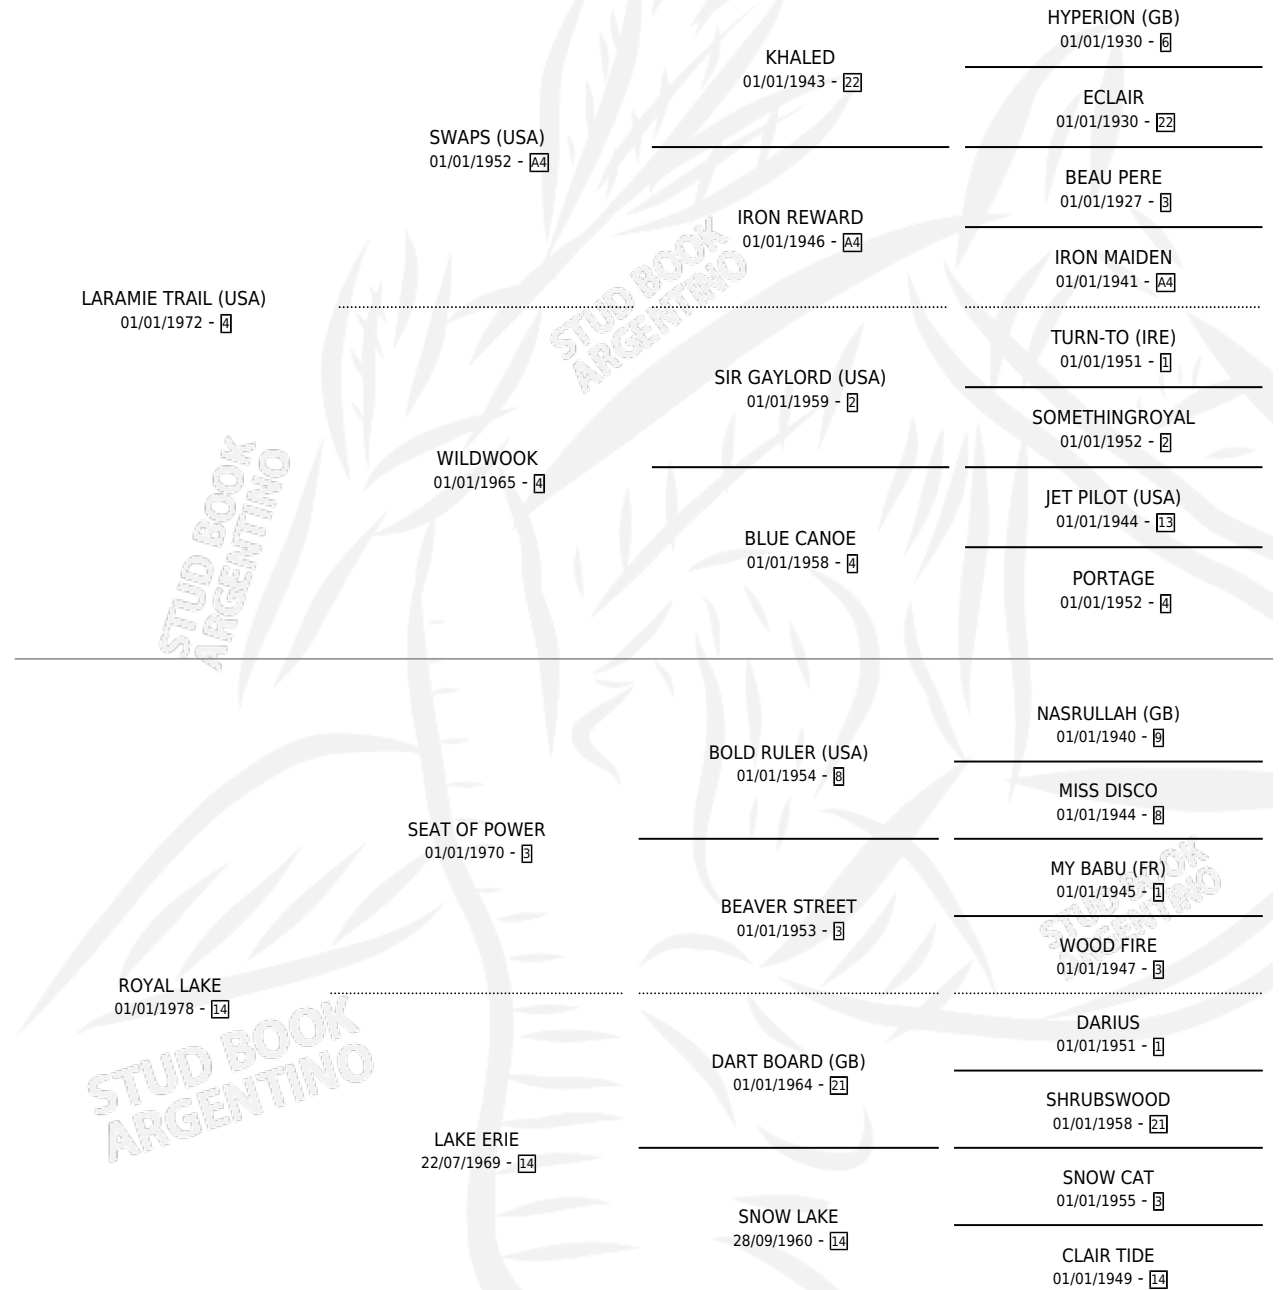 HYPERION (GB)
01/01/1930 - 6
KHALED
01/01/1943 - 22
ECLAIR
01/01/1930 - 22
SWAPS (USA)
01/01/1952 - A4
BEAU PERE
01/01/1927 - 3
IRON REWARD
01/01/1946 - A4
IRON MAIDEN
01/01/1941 - A4
LARAMIE TRAIL (USA)
01/01/1972 - 4
TURN-TO (IRE)
01/01/1951 - 1
SIR GAYLORD (USA)
01/01/1959 - 2
SOMETHINGROYAL
01/01/1952 - 2
WILDWOOK
01/01/1965 - 4
JET PILOT (USA)
01/01/1944 - 13
BLUE CANOE
01/01/1958 - 4
PORTAGE
01/01/1952 - 4
STUD BOOK
ARGENTINO
STUD BOOK
ARGENTINO
NASRULLAH (GB)
01/01/1940 - 9
BOLD RULER (USA)
01/01/1954 - 8
MISS DISCO
01/01/1944 - 8
SEAT OF POWER
01/01/1970 - 3
MY BABU (FR)
01/01/1945 - 1
BEAVER STREET
01/01/1953 - 3
WOOD FIRE
01/01/1947 - 3
ROYAL LAKE
01/01/1978 - 14
DARIUS
01/01/1951 - 1
DART BOARD (GB)
01/01/1964 - 21
SHRUBSWOOD
01/01/1958 - 21
LAKE ERIE
22/07/1969 - 14
SNOW CAT
01/01/1955 - 3
SNOW LAKE
28/09/1960 - 14
CLAIR TIDE
01/01/1949 - 14
STUD BOOK
ARGENTINO
STUD BOOK
ARGENTINO